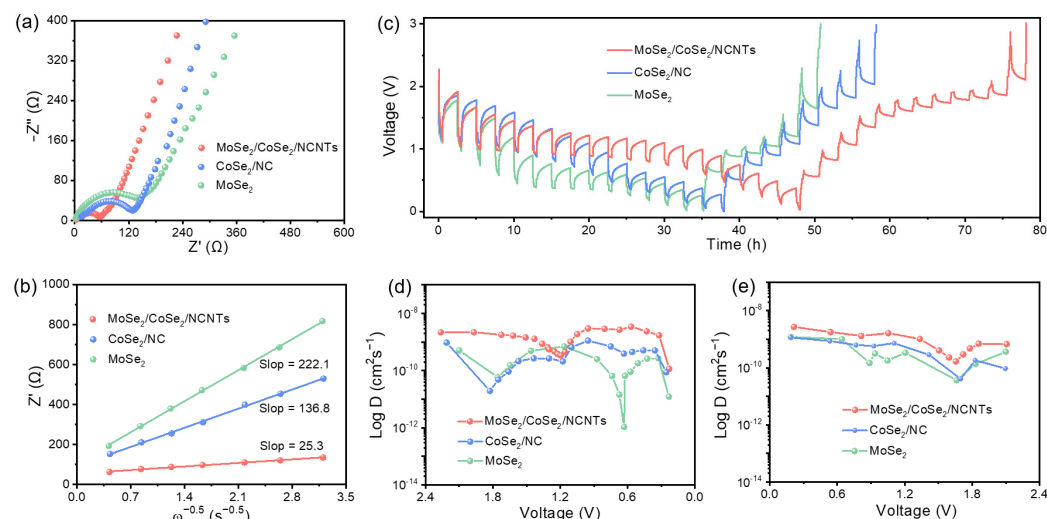 (a)
400
320
240
160
80
0
-Z'' (Ω)
MoSe2/CoSe2/NCNTs
CoSe2/NC
MoSe2
0 120 240 360 480 600
Z' (Ω)
(c)
3
2
1
0
Voltage (V)
MoSe2/CoSe2/NCNTs
CoSe2/NC
MoSe2
0 10 20 30 40 50 60 70 80
Time (h)
(b)
1000
800
600
400
200
0
Z' (Ω)
MoSe2/CoSe2/NCNTs
CoSe2/NC
MoSe2
Slop = 222.1
Slop = 136.8
Slop = 25.3
0.0 0.7 1.4 2.1 2.8 3.5
ω^-0.5 (s^-0.5)
(d)
10^-8
10^-10
10^-12
10^-14
Log D (cm²s⁻¹)
MoSe2/CoSe2/NCNTs
CoSe2/NC
MoSe2
2.4 1.8 1.2 0.6 0.0
Voltage (V)
(e)
10^-8
10^-10
10^-12
10^-14
Log D (cm²s⁻¹)
MoSe2/CoSe2/NCNTs
CoSe2/NC
MoSe2
0.0 0.6 1.2 1.8 2.4
Voltage (V)